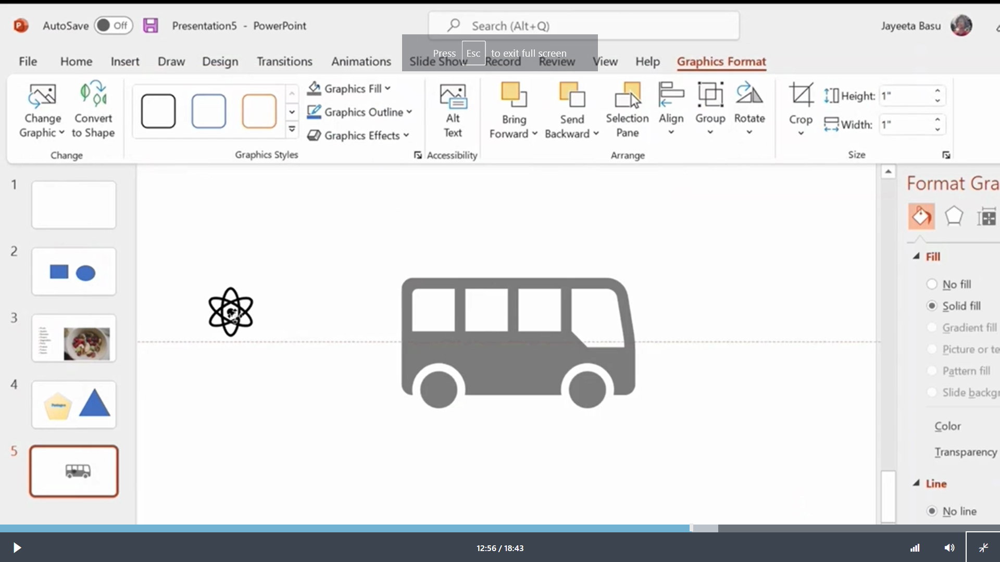 AutoSave Off Presentation5 - PowerPoint Search (Alt+Q) Jayeeta Basu
Press Esc to exit full screen
File Home Insert Draw Design Transitions Animations Slide Show Record Review View Help Graphics Format
Change Graphic
Convert to Shape
Change
Graphics Fill
Graphics Outline
Graphics Effects
Graphics Styles
Alt Text
Accessibility
Bring Forward
Send Backward
Selection Pane
Align
Group
Rotate
Arrange
Crop
Height: 1"
Width: 1"
Size
1
2
3
4
5
Format Gra
Fill
No fill
Solid fill
Gradient fill
Picture or te
Pattern fill
Slide backgr
Color
Transparency
Line
No line
12:56 / 18:43